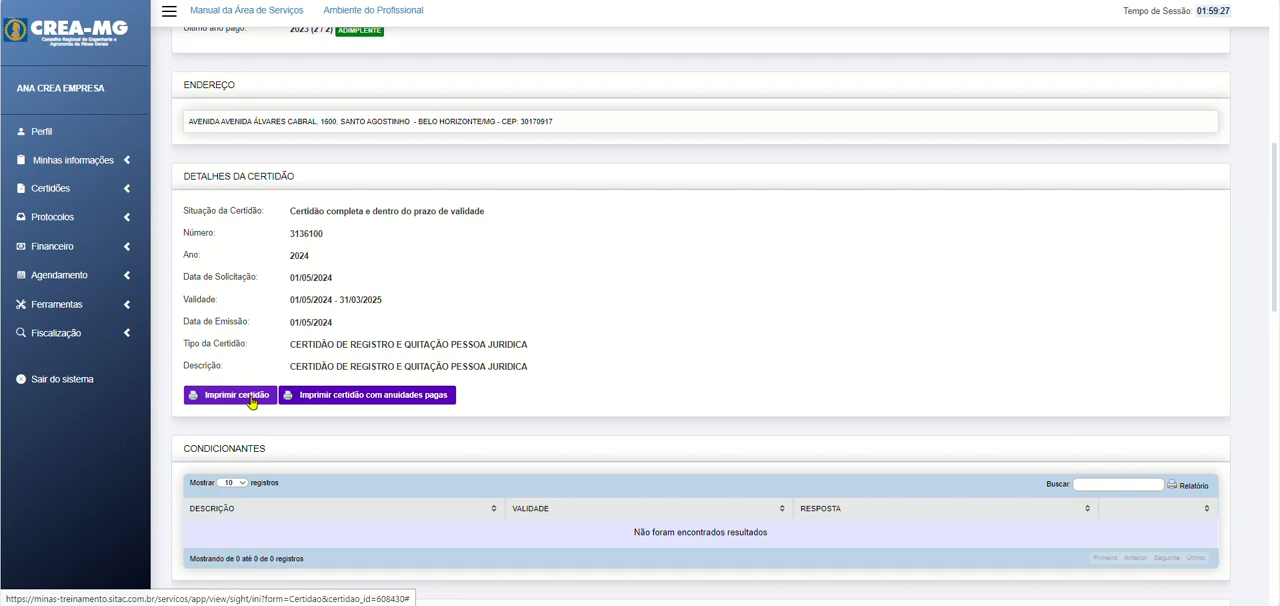 CREA-MG
Conselho Regional de Engenharia e
Agronomia de Minas Gerais
Manual da Área de Serviços
Ambiente do Profissional
Tempo de Sessão: 01:59:27
ANA CREA EMPRESA
Perfil
Minhas informações
Certidões
Protocolos
Financeiro
Agendamento
Ferramentas
Fiscalização
Sair do sistema
Último ano pago: 2023 (2 / 2) ADIMPLENTE
ENDEREÇO
AVENIDA AVENIDA ÁLVARES CABRAL, 1600, SANTO AGOSTINHO - BELO HORIZONTE/MG - CEP: 30170917
DETALHES DA CERTIDÃO
Situação da Certidão: Certidão completa e dentro do prazo de validade
Número: 3136100
Ano: 2024
Data de Solicitação: 01/05/2024
Validade: 01/05/2024 - 31/03/2025
Data de Emissão: 01/05/2024
Tipo da Certidão: CERTIDÃO DE REGISTRO E QUITAÇÃO PESSOA JURIDICA
Descrição: CERTIDÃO DE REGISTRO E QUITAÇÃO PESSOA JURIDICA
Imprimir certidão
Imprimir certidão com anuidades pagas
CONDICIONANTES
Mostrar 10 registros
Buscar:
Relatório
DESCRIÇÃO VALIDADE RESPOSTA
Não foram encontrados resultados
Mostrando de 0 até 0 de 0 registros
Primeiro Anterior Seguinte Último
https://minas-treinamento.sitac.com.br/servicos/app/view/sight/ini?form=Certidao&certidao_id=608430#